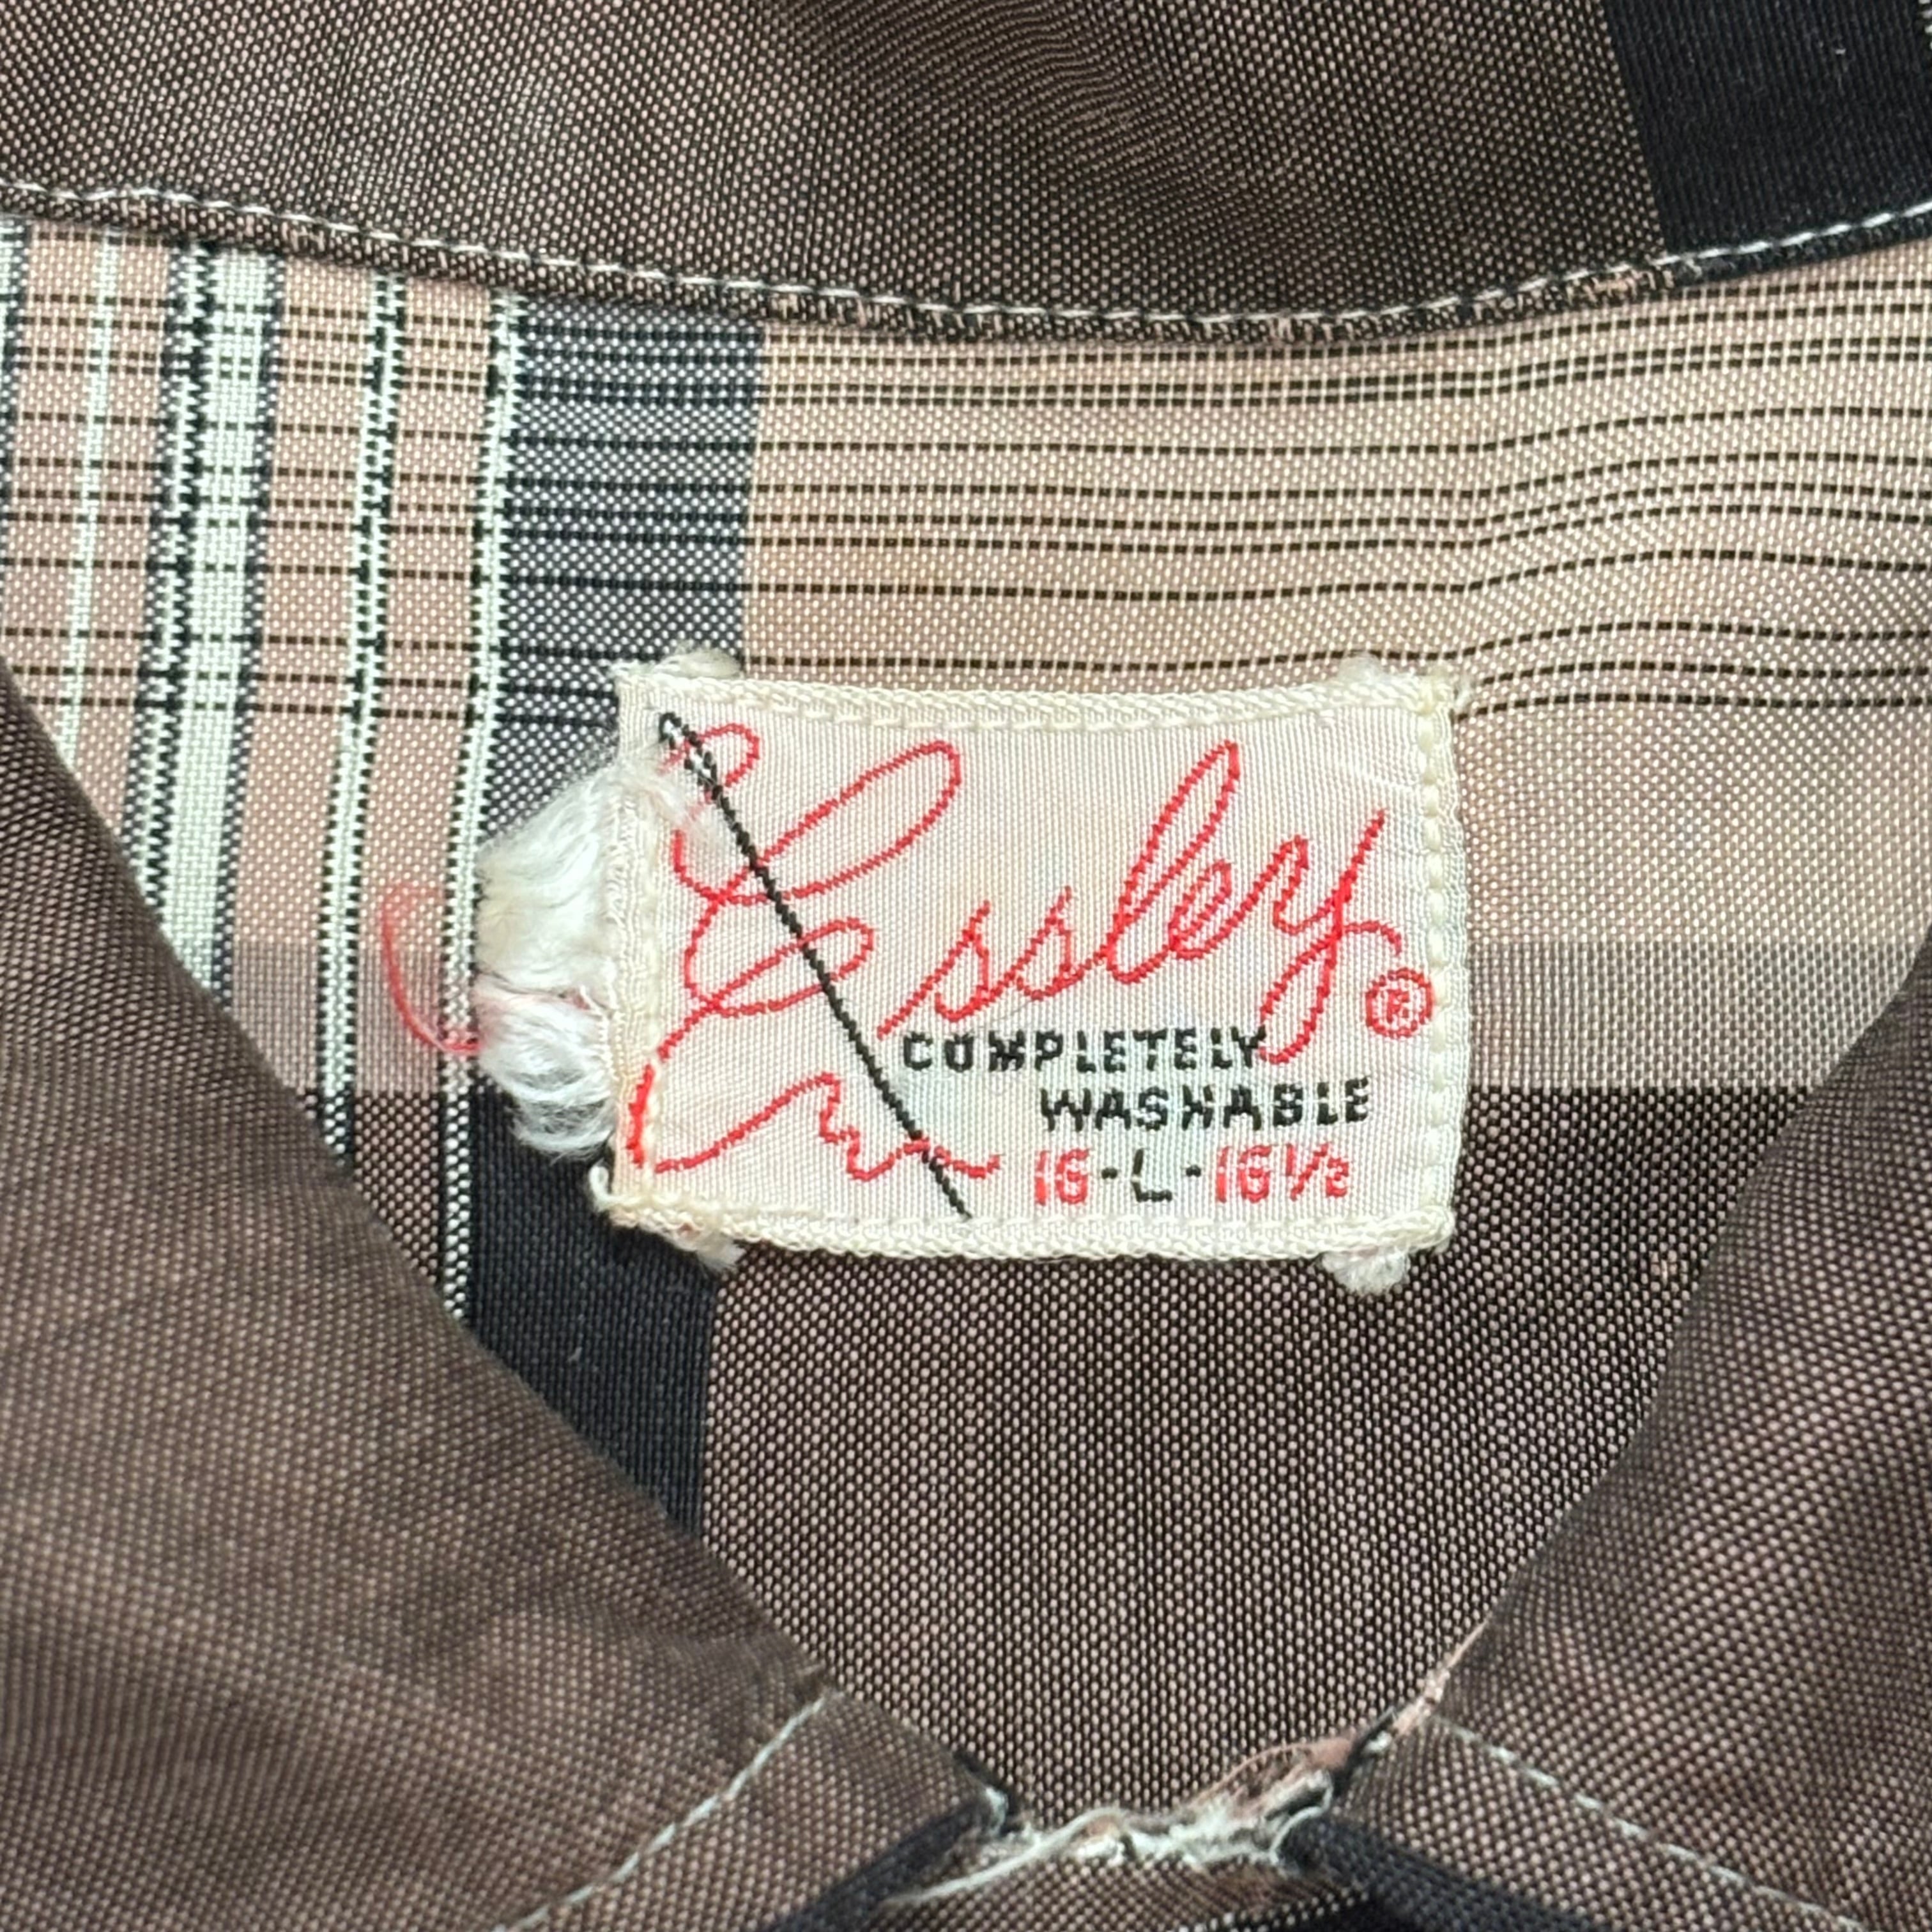 Essley ®
COMPLETELY
WASHABLE
16-L-16½